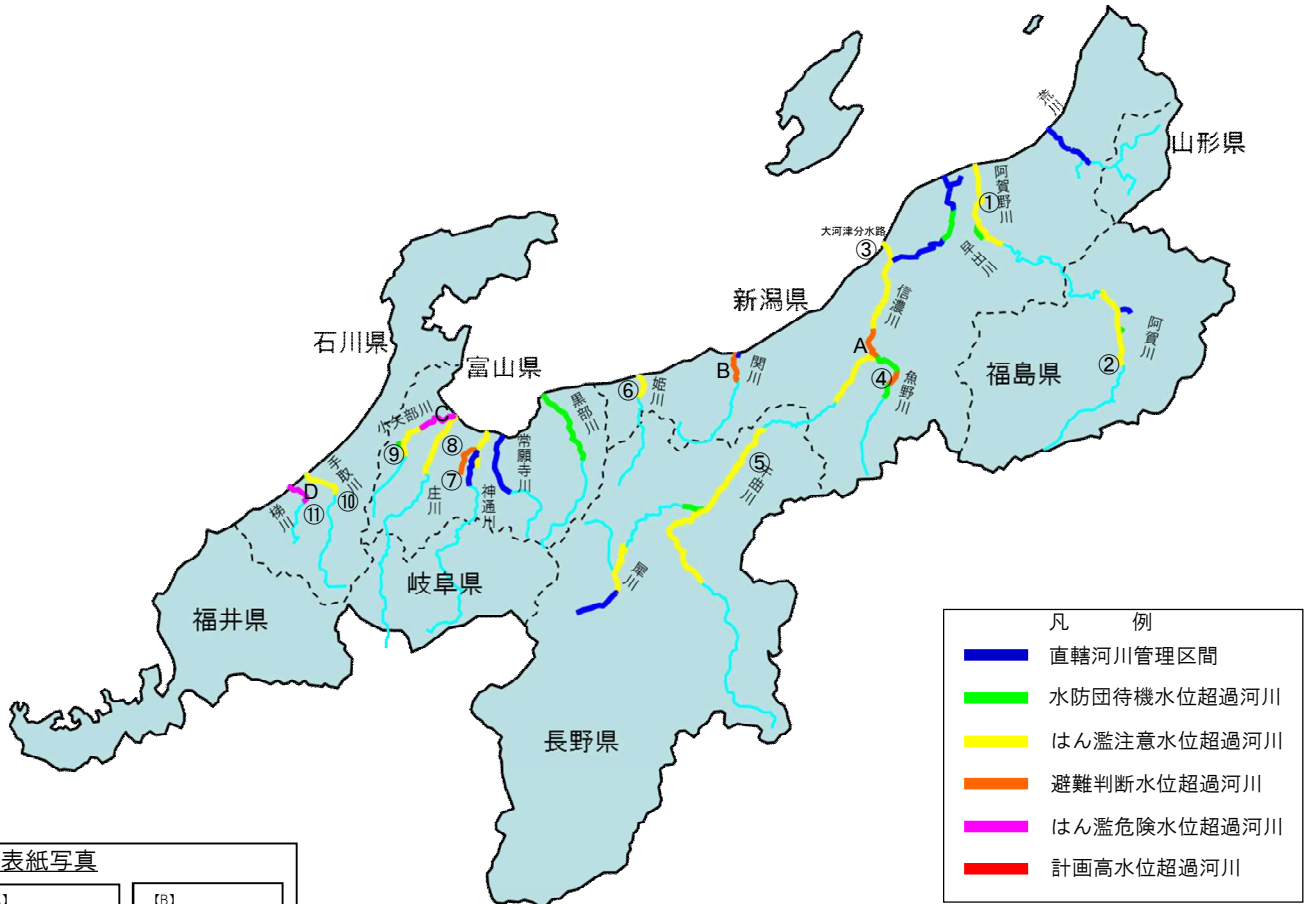 荒川
山形県
阿賀野川
①
早出川
大河津分水路
③
信濃川
新潟県
阿賀川
②
福島県
A
④
魚野川
石川県
富山県
B
関川
⑥
姫川
黒部川
小矢部川
C
常願寺川
⑧
⑨
⑦
神通川
庄川
手取川
⑩
D
⑪
梯川
⑤
千曲川
犀川
岐阜県
福井県
長野県
凡 例
直轄河川管理区間
水防団待機水位超過河川
はん濫注意水位超過河川
避難判断水位超過河川
はん濫危険水位超過河川
計画高水位超過河川
表紙写真
【B】